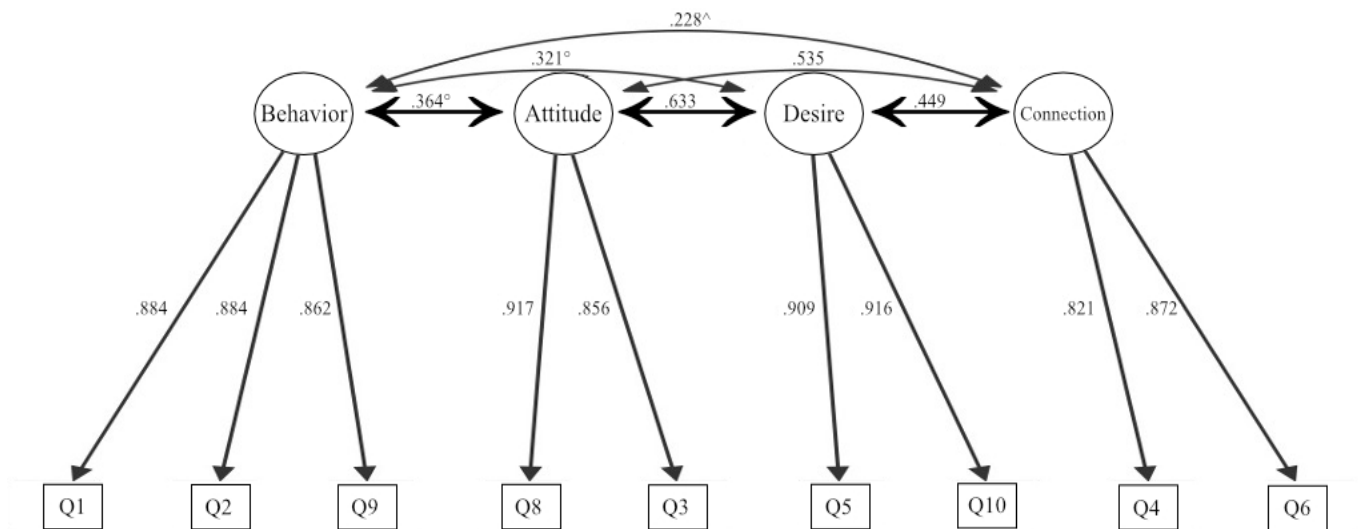 .228^
.321° .535
Behavior .364° Attitude .633 Desire .449 Connection
.884 .884 .862 .917 .856 .909 .916 .821 .872
Q1 Q2 Q9 Q8 Q3 Q5 Q10 Q4 Q6